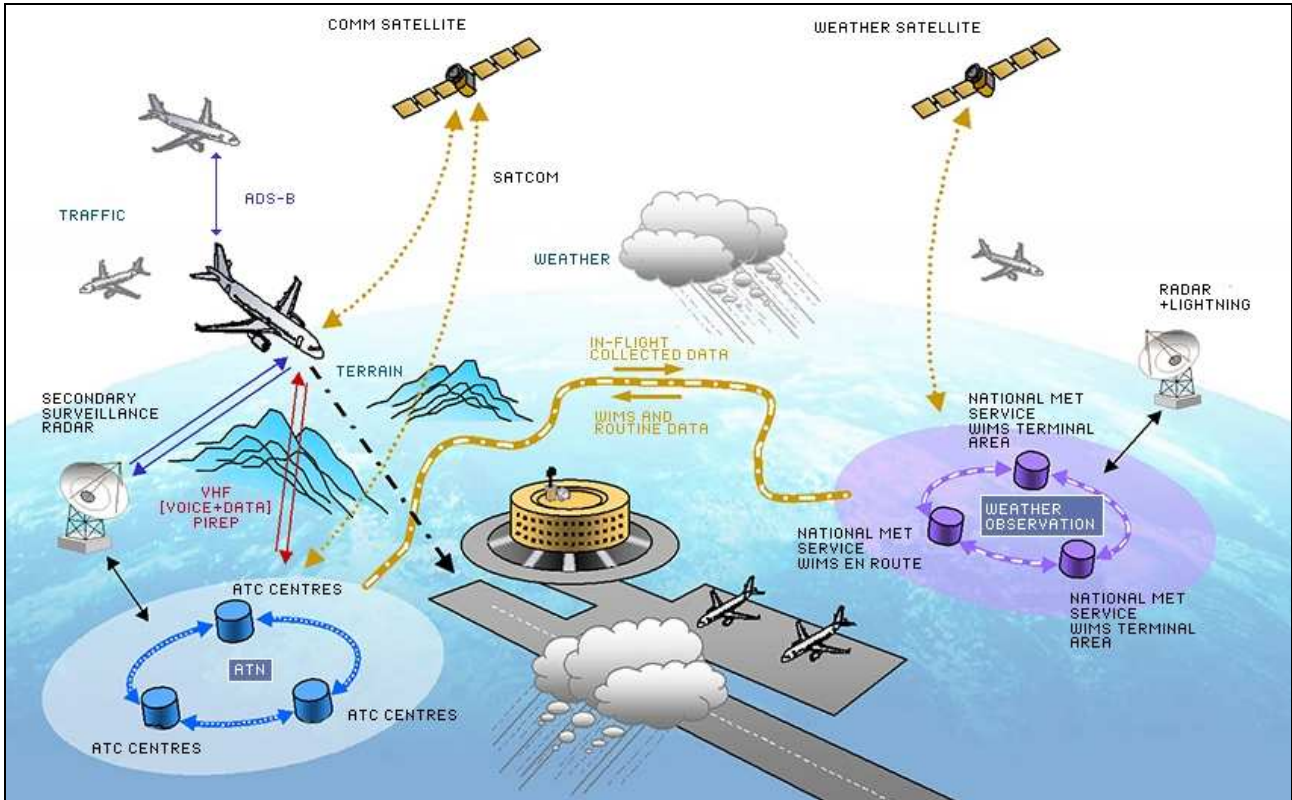 COMM SATELLITE
WEATHER SATELLITE
SATCOM
ADS-B
TRAFFIC
WEATHER
RADAR
+LIGHTNING
IN-FLIGHT
COLLECTED DATA
TERRAIN
WIMS AND
ROUTINE DATA
SECONDARY
SURVEILLANCE
RADAR
NATIONAL MET
SERVICE
WIMS TERMINAL
AREA
VHF
[VOICE+DATA]
PIREP
WEATHER
OBSERVATION
NATIONAL MET
SERVICE
WIMS EN ROUTE
ATC CENTRES
NATIONAL MET
SERVICE
WIMS TERMINAL
AREA
ATN
ATC CENTRES
ATC CENTRES